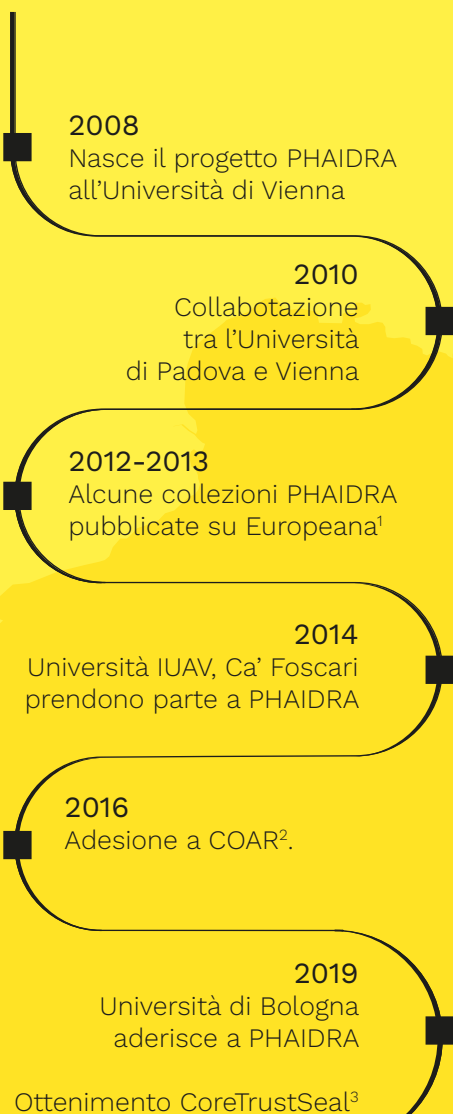 2008
Nasce il progetto PHAIDRA
all’Università di Vienna
2010
Collabotazione
tra l’Università
di Padova e Vienna
2012-2013
Alcune collezioni PHAIDRA
pubblicate su Europeana¹
2014
Università IUAV, Ca’ Foscari
prendono parte a PHAIDRA
2016
Adesione a COAR².
2019
Università di Bologna
aderisce a PHAIDRA
Ottenimento CoreTrustSeal³